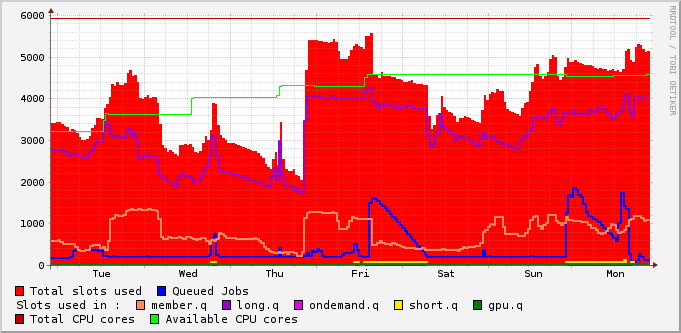 RRDTOOL / TOBI OETIKER
6000
5000
4000
3000
2000
1000
0
Tue Wed Thu Fri Sat Sun Mon
Total slots used Queued Jobs
Slots used in : member.q long.q ondemand.q short.q gpu.q
Total CPU cores Available CPU cores